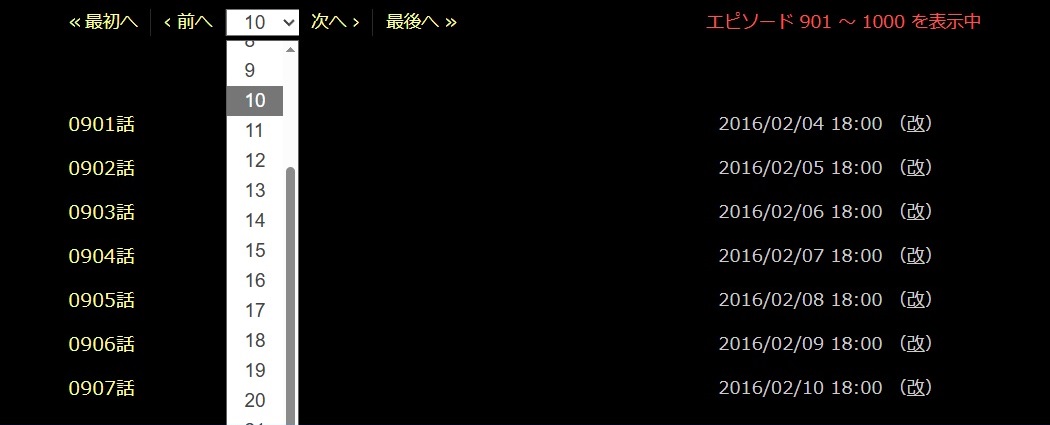 « 最初へ ‹ 前へ 10 次へ › 最後へ » エピソード 901 ～ 1000 を表示中
8
9
10
11
12
13
14
15
16
17
18
19
20
0901話 2016/02/04 18:00 （改）
0902話 2016/02/05 18:00 （改）
0903話 2016/02/06 18:00 （改）
0904話 2016/02/07 18:00 （改）
0905話 2016/02/08 18:00 （改）
0906話 2016/02/09 18:00 （改）
0907話 2016/02/10 18:00 （改）